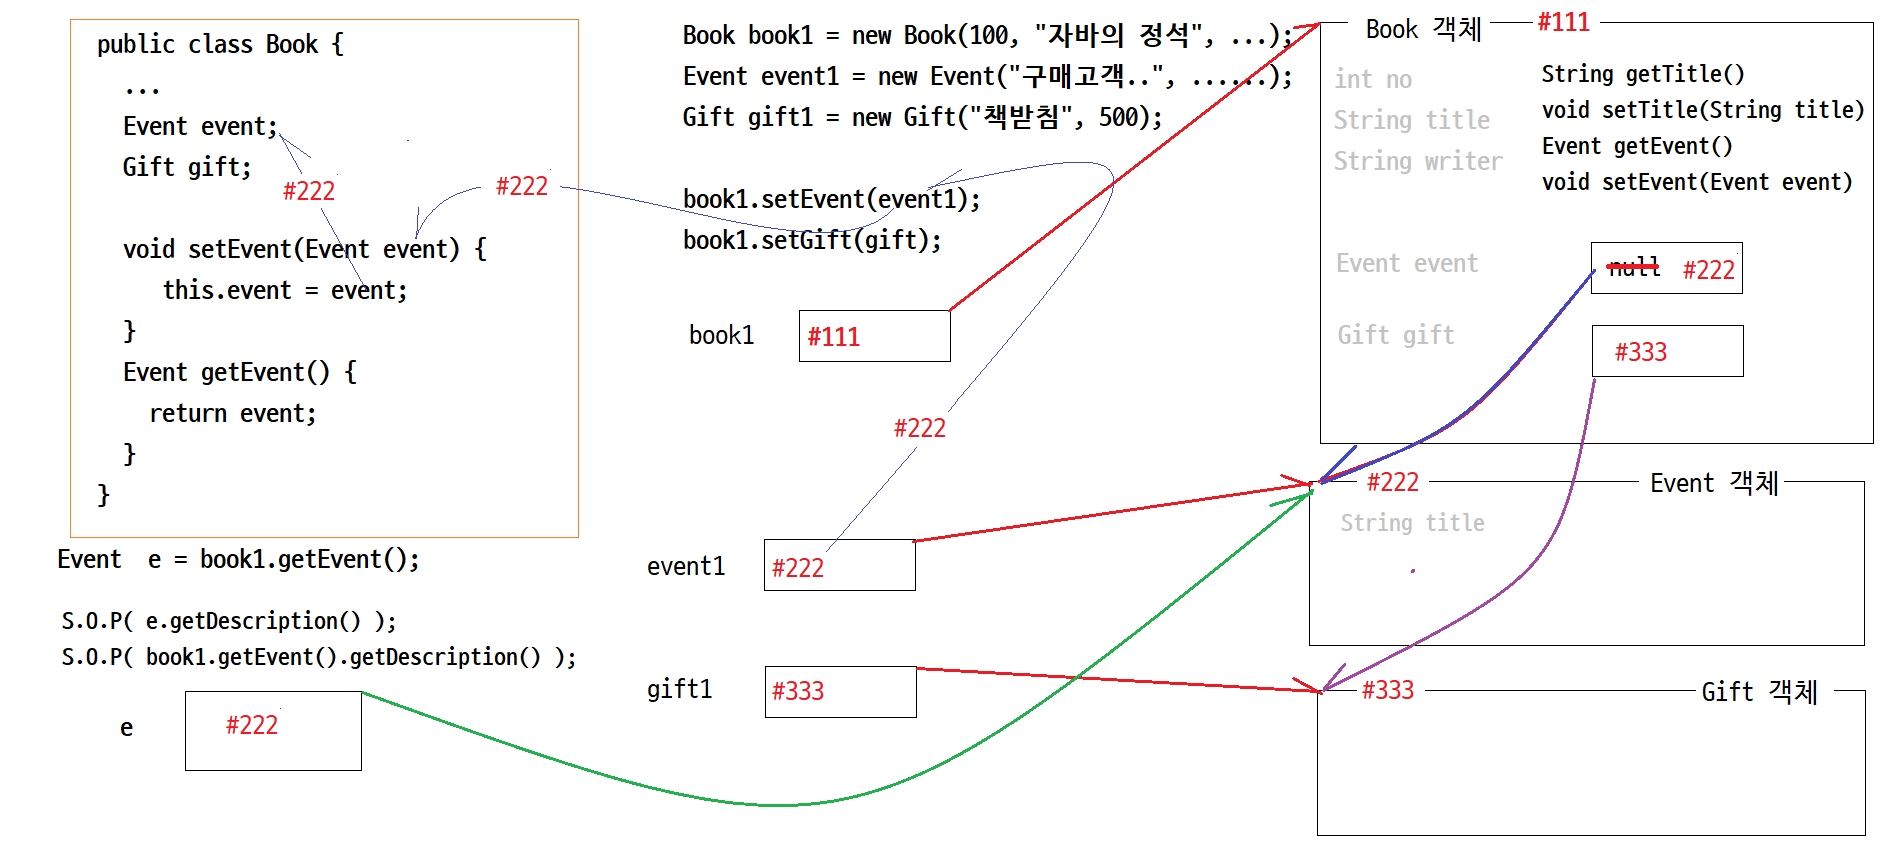 public class Book {
...
Event event;
Gift gift;
#222
#222
void setEvent(Event event) {
this.event = event;
}
Event getEvent() {
return event;
}
}
Event e = book1.getEvent();
S.O.P( e.getDescription() );
S.O.P( book1.getEvent().getDescription() );
e
#222
Book book1 = new Book(100, "자바의 정석", ...);
Event event1 = new Event("구매고객..", ......);
Gift gift1 = new Gift("책받침", 500);
book1.setEvent(event1);
book1.setGift(gift);
book1
#111
#222
event1
#222
gift1
#333
Book 객체
#111
int no
String title
String writer
String getTitle()
void setTitle(String title)
Event getEvent()
void setEvent(Event event)
Event event
null #222
Gift gift
#333
#222
Event 객체
String title
#333
Gift 객체